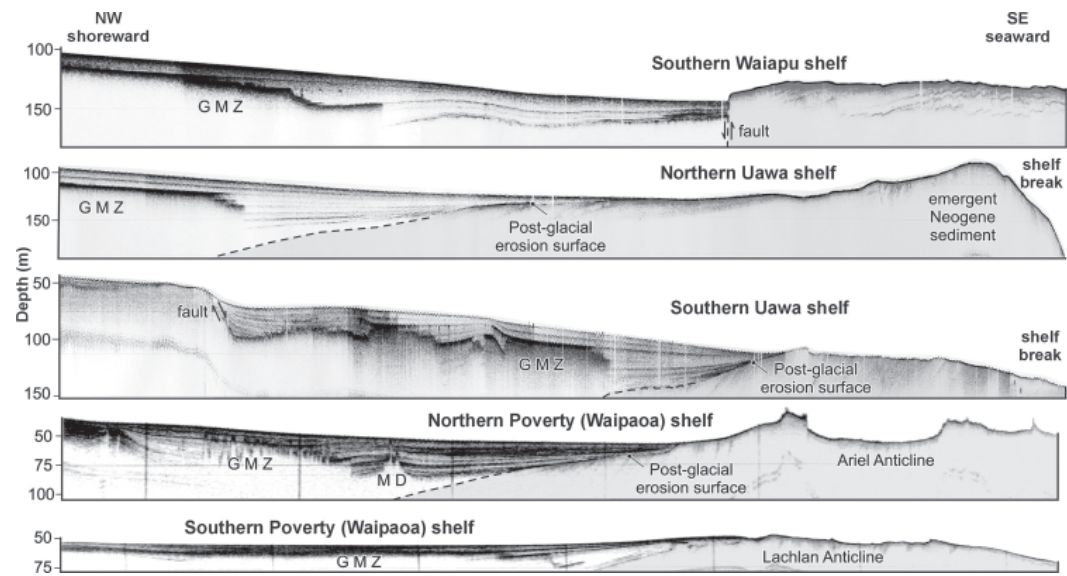 NW
shoreward
SE
seaward
100
150
Southern Waiapu shelf
G M Z
fault
100
150
Northern Uawa shelf
shelf
break
G M Z
Post-glacial
erosion surface
emergent
Neogene
sediment
Depth (m)
50
100
150
fault
Southern Uawa shelf
shelf
break
G M Z
Post-glacial
erosion surface
Northern Poverty (Waipaoa) shelf
50
75
100
G M Z
M D
Post-glacial
erosion surface
Ariel Anticline
Southern Poverty (Waipaoa) shelf
50
75
G M Z
Lachlan Anticline